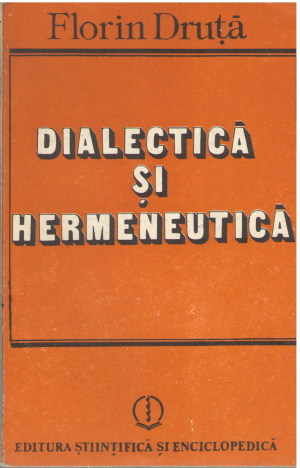 Florin Druță
DIALECTICĂ
ȘI
HERMENEUTICĂ
EDITURA ȘTIINȚIFICĂ ȘI ENCICLOPEDICĂ